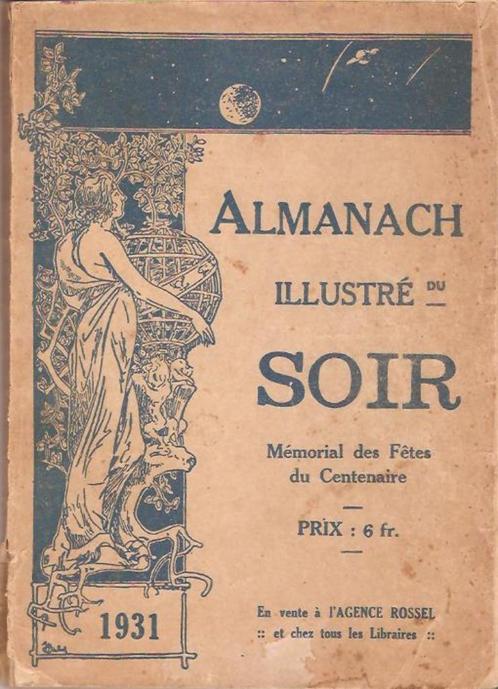 ALMANACH
ILLUSTRÉ DU
SOIR
Mémorial des Fêtes
du Centenaire
PRIX : 6 fr.
En vente à l'AGENCE ROSSEL
:: et chez tous les Libraires ::
1931